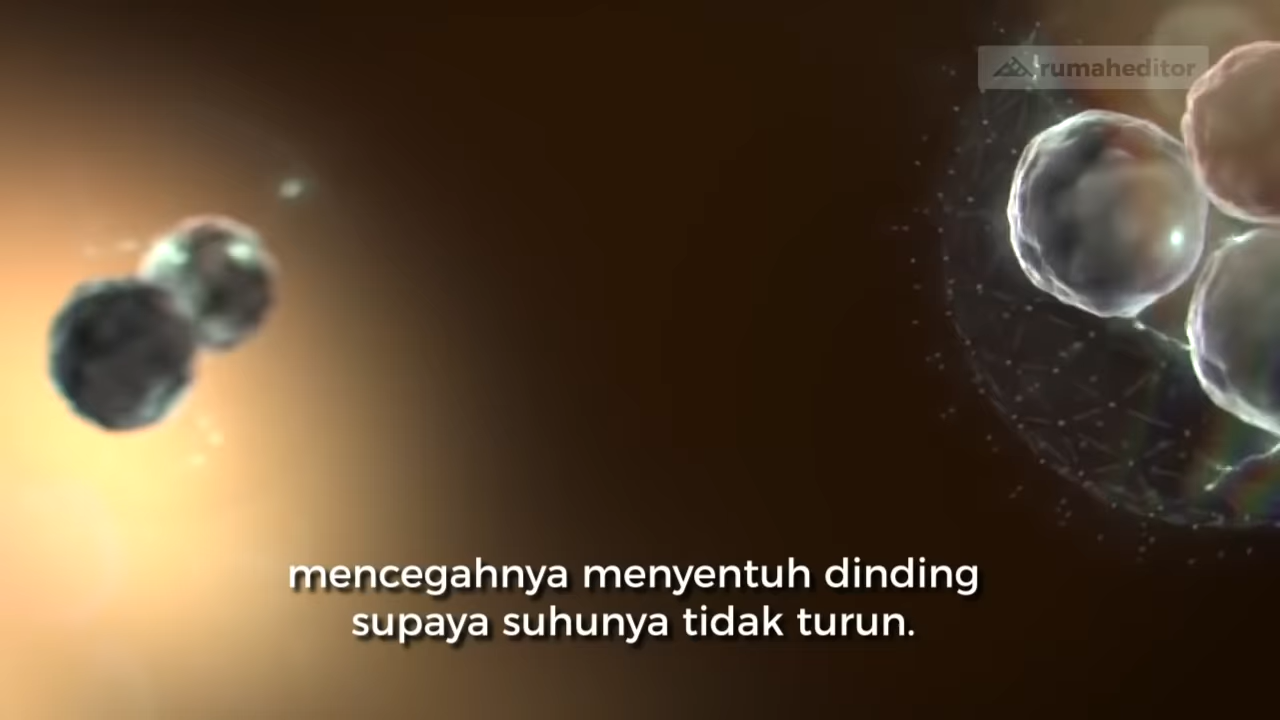 rumaheditor
mencegahnya menyentuh dinding
supaya suhunya tidak turun.